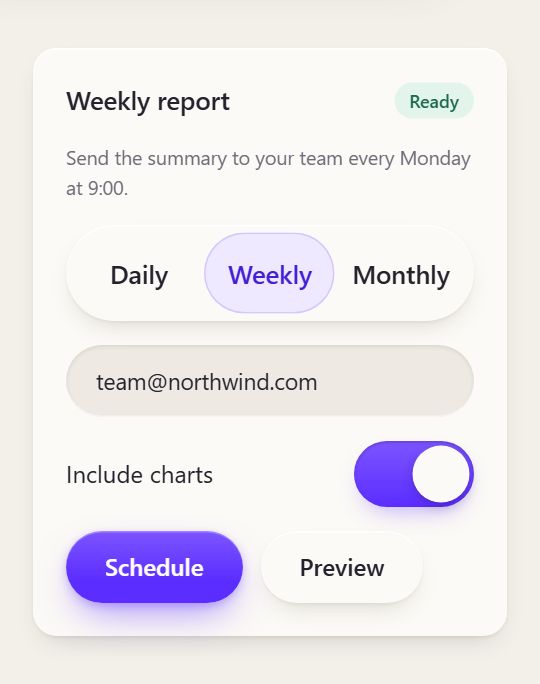 Weekly report
Ready
Send the summary to your team every Monday
at 9:00.
Daily
Weekly
Monthly
team@northwind.com
Include charts
Schedule
Preview